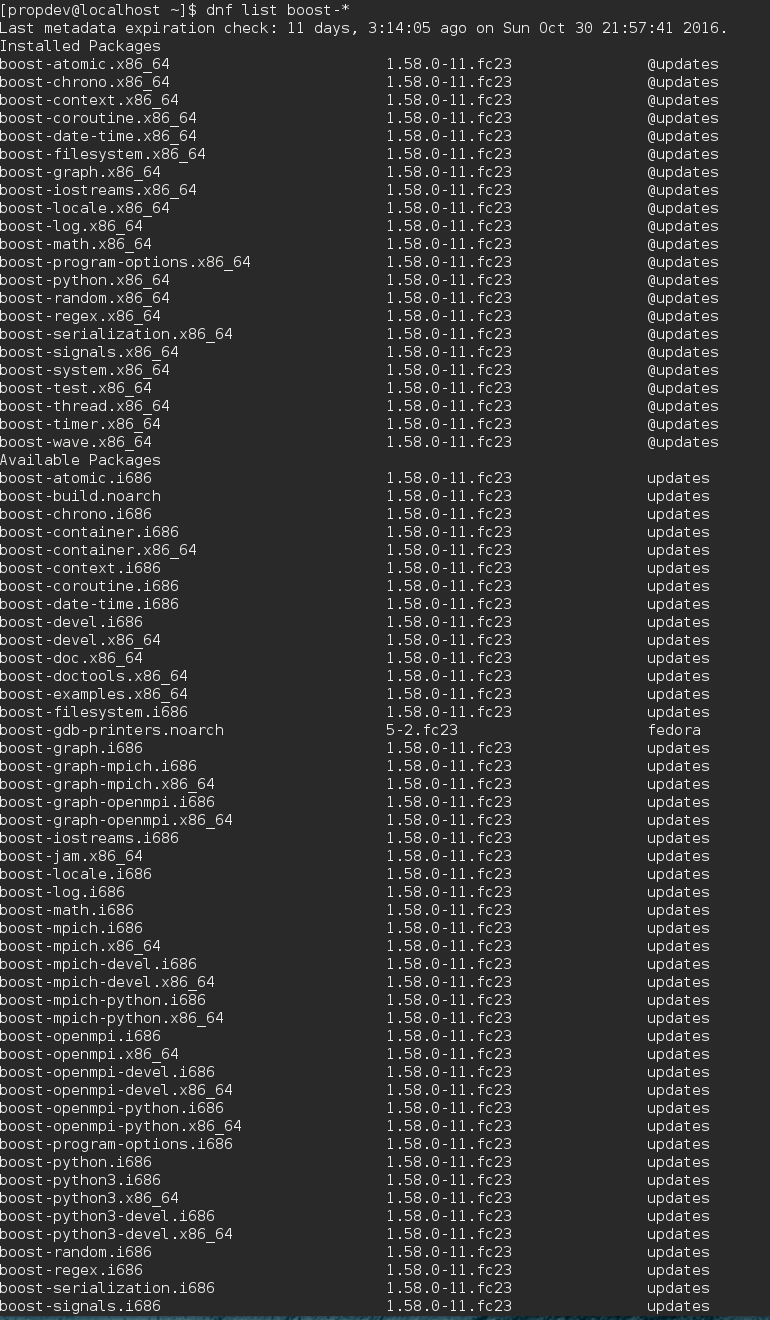 [propdev@localhost ~]$ dnf list boost-*
Last metadata expiration check: 11 days, 3:14:05 ago on Sun Oct 30 21:57:41 2016.
Installed Packages
boost-atomic.x86_64 1.58.0-11.fc23 @updates
boost-chrono.x86_64 1.58.0-11.fc23 @updates
boost-context.x86_64 1.58.0-11.fc23 @updates
boost-coroutine.x86_64 1.58.0-11.fc23 @updates
boost-date-time.x86_64 1.58.0-11.fc23 @updates
boost-filesystem.x86_64 1.58.0-11.fc23 @updates
boost-graph.x86_64 1.58.0-11.fc23 @updates
boost-iostreams.x86_64 1.58.0-11.fc23 @updates
boost-locale.x86_64 1.58.0-11.fc23 @updates
boost-log.x86_64 1.58.0-11.fc23 @updates
boost-math.x86_64 1.58.0-11.fc23 @updates
boost-program-options.x86_64 1.58.0-11.fc23 @updates
boost-python.x86_64 1.58.0-11.fc23 @updates
boost-random.x86_64 1.58.0-11.fc23 @updates
boost-regex.x86_64 1.58.0-11.fc23 @updates
boost-serialization.x86_64 1.58.0-11.fc23 @updates
boost-signals.x86_64 1.58.0-11.fc23 @updates
boost-system.x86_64 1.58.0-11.fc23 @updates
boost-test.x86_64 1.58.0-11.fc23 @updates
boost-thread.x86_64 1.58.0-11.fc23 @updates
boost-timer.x86_64 1.58.0-11.fc23 @updates
boost-wave.x86_64 1.58.0-11.fc23 @updates
Available Packages
boost-atomic.i686 1.58.0-11.fc23 updates
boost-build.noarch 1.58.0-11.fc23 updates
boost-chrono.i686 1.58.0-11.fc23 updates
boost-container.i686 1.58.0-11.fc23 updates
boost-container.x86_64 1.58.0-11.fc23 updates
boost-context.i686 1.58.0-11.fc23 updates
boost-coroutine.i686 1.58.0-11.fc23 updates
boost-date-time.i686 1.58.0-11.fc23 updates
boost-devel.i686 1.58.0-11.fc23 updates
boost-devel.x86_64 1.58.0-11.fc23 updates
boost-doc.x86_64 1.58.0-11.fc23 updates
boost-doctools.x86_64 1.58.0-11.fc23 updates
boost-examples.x86_64 1.58.0-11.fc23 updates
boost-filesystem.i686 1.58.0-11.fc23 updates
boost-gdb-printers.noarch 5-2.fc23 fedora
boost-graph.i686 1.58.0-11.fc23 updates
boost-graph-mpich.i686 1.58.0-11.fc23 updates
boost-graph-mpich.x86_64 1.58.0-11.fc23 updates
boost-graph-openmpi.i686 1.58.0-11.fc23 updates
boost-graph-openmpi.x86_64 1.58.0-11.fc23 updates
boost-iostreams.i686 1.58.0-11.fc23 updates
boost-jam.x86_64 1.58.0-11.fc23 updates
boost-locale.i686 1.58.0-11.fc23 updates
boost-log.i686 1.58.0-11.fc23 updates
boost-math.i686 1.58.0-11.fc23 updates
boost-mpich.i686 1.58.0-11.fc23 updates
boost-mpich.x86_64 1.58.0-11.fc23 updates
boost-mpich-devel.i686 1.58.0-11.fc23 updates
boost-mpich-devel.x86_64 1.58.0-11.fc23 updates
boost-mpich-python.i686 1.58.0-11.fc23 updates
boost-mpich-python.x86_64 1.58.0-11.fc23 updates
boost-openmpi.i686 1.58.0-11.fc23 updates
boost-openmpi.x86_64 1.58.0-11.fc23 updates
boost-openmpi-devel.i686 1.58.0-11.fc23 updates
boost-openmpi-devel.x86_64 1.58.0-11.fc23 updates
boost-openmpi-python.i686 1.58.0-11.fc23 updates
boost-openmpi-python.x86_64 1.58.0-11.fc23 updates
boost-program-options.i686 1.58.0-11.fc23 updates
boost-python.i686 1.58.0-11.fc23 updates
boost-python3.i686 1.58.0-11.fc23 updates
boost-python3.x86_64 1.58.0-11.fc23 updates
boost-python3-devel.i686 1.58.0-11.fc23 updates
boost-python3-devel.x86_64 1.58.0-11.fc23 updates
boost-random.i686 1.58.0-11.fc23 updates
boost-regex.i686 1.58.0-11.fc23 updates
boost-serialization.i686 1.58.0-11.fc23 updates
boost-signals.i686 1.58.0-11.fc23 updates